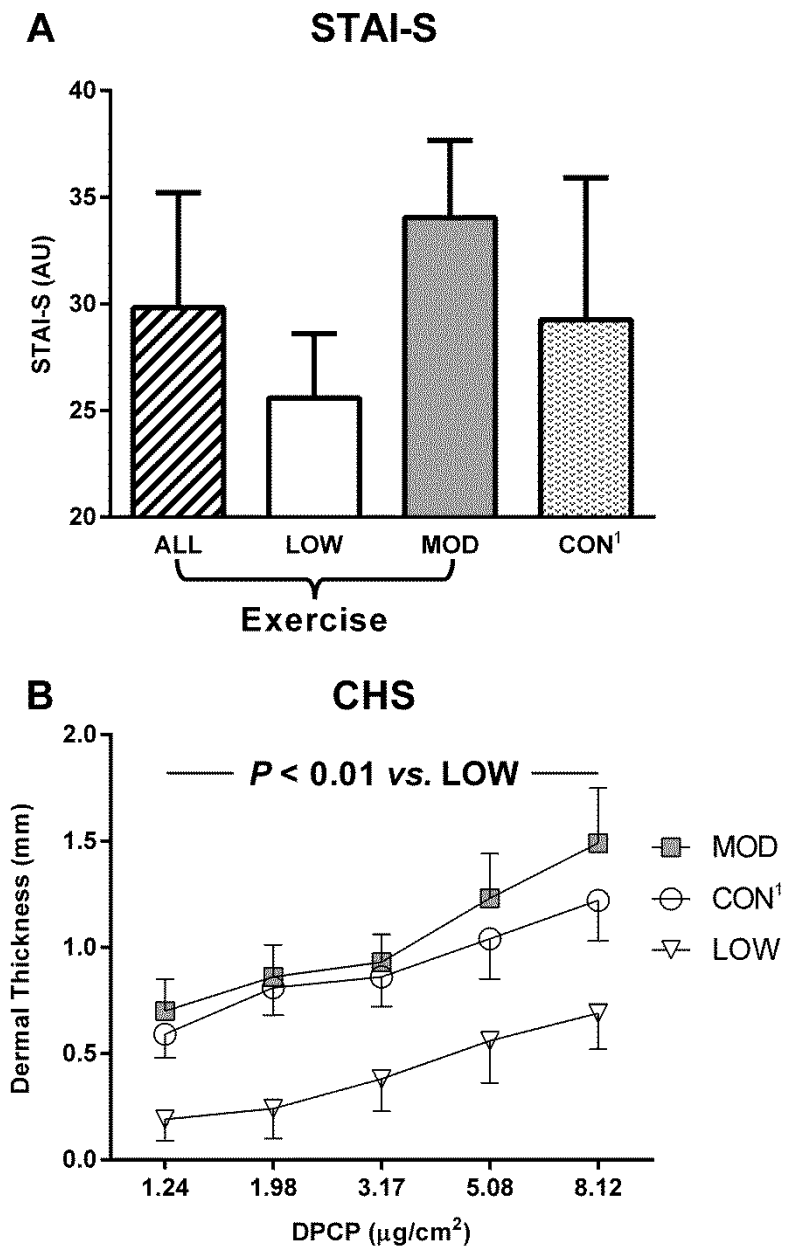 A STAI-S
40
35
30
25
20
STAI-S (AU)
ALL LOW MOD CON¹
Exercise
B CHS
2.0
1.5
1.0
0.5
0.0
Dermal Thickness (mm)
P < 0.01 vs. LOW
MOD
CON¹
LOW
1.24 1.98 3.17 5.08 8.12
DPCP (μg/cm²)